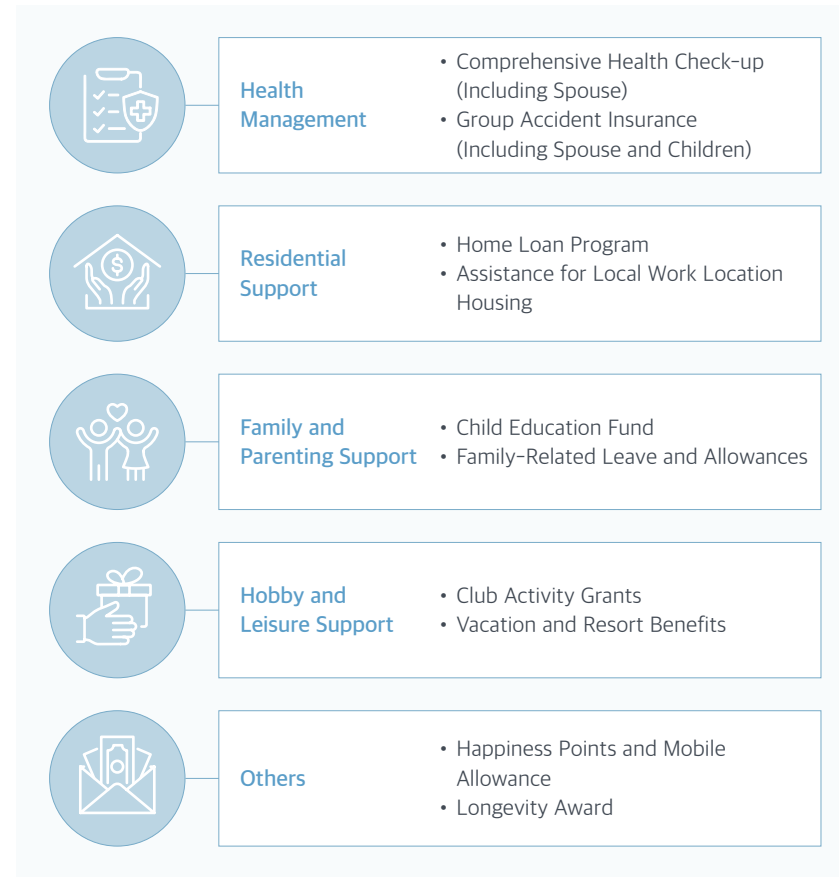 Health
Management
• Comprehensive Health Check-up
(Including Spouse)
• Group Accident Insurance
(Including Spouse and Children)
Residential
Support
• Home Loan Program
• Assistance for Local Work Location
Housing
Family and
Parenting Support
• Child Education Fund
• Family-Related Leave and Allowances
Hobby and
Leisure Support
• Club Activity Grants
• Vacation and Resort Benefits
Others
• Happiness Points and Mobile
Allowance
• Longevity Award